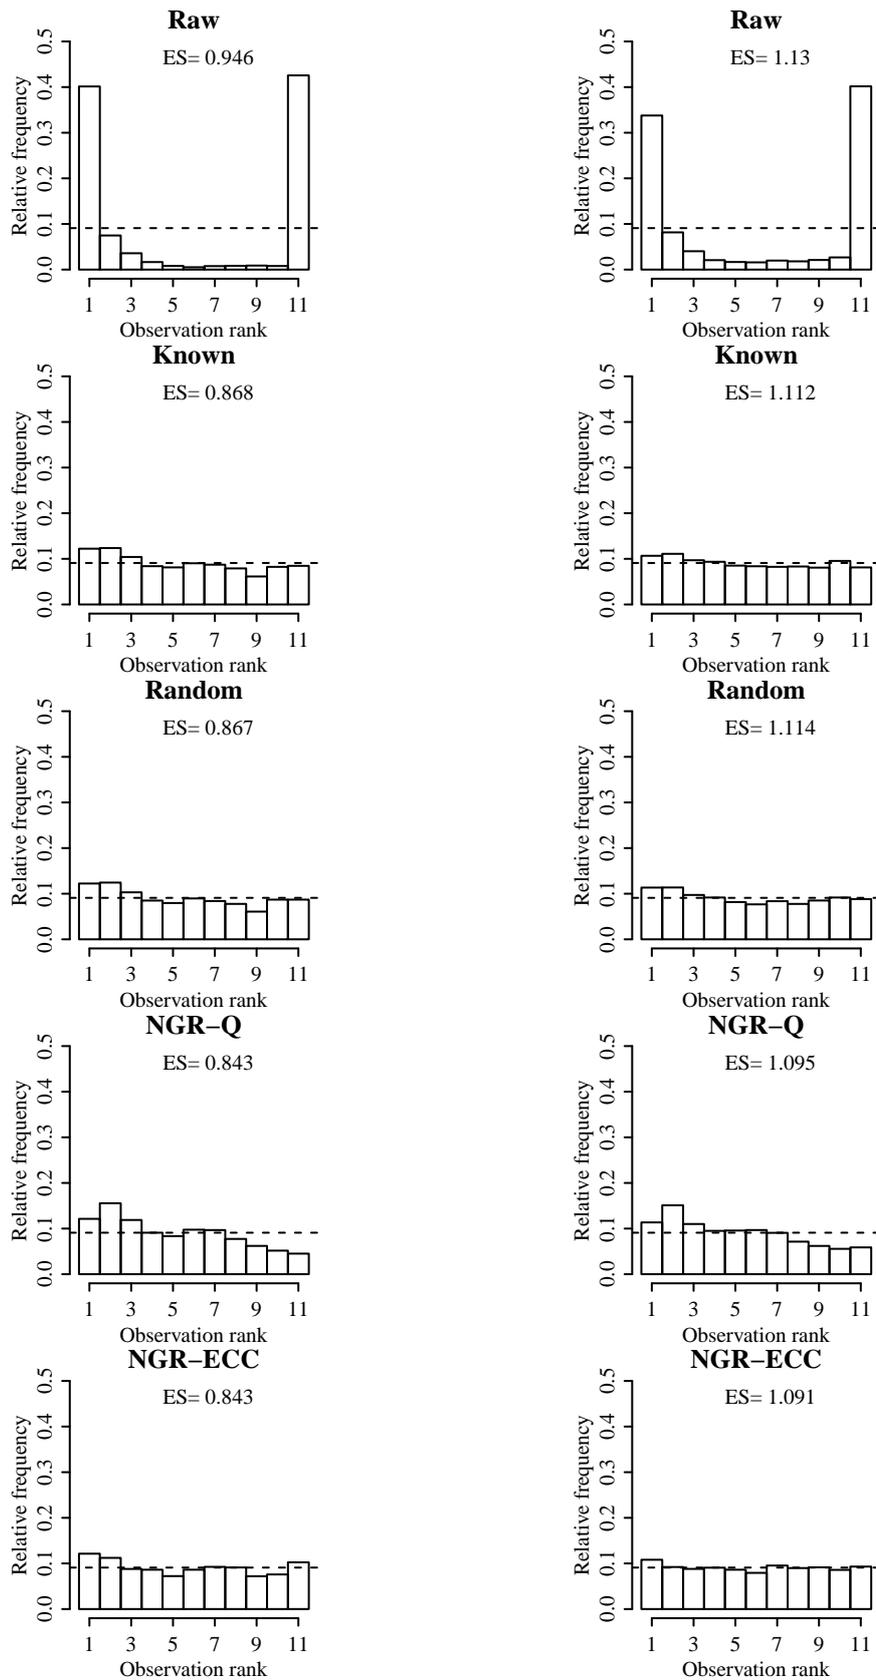 Raw
ES= 0.946
Relative frequency
0.0 0.1 0.2 0.3 0.4 0.5
1 3 5 7 9 11
Observation rank
Raw
ES= 1.13
Relative frequency
0.0 0.1 0.2 0.3 0.4 0.5
1 3 5 7 9 11
Observation rank
Known
ES= 0.868
Relative frequency
0.0 0.1 0.2 0.3 0.4 0.5
1 3 5 7 9 11
Observation rank
Known
ES= 1.112
Relative frequency
0.0 0.1 0.2 0.3 0.4 0.5
1 3 5 7 9 11
Observation rank
Random
ES= 0.867
Relative frequency
0.0 0.1 0.2 0.3 0.4 0.5
1 3 5 7 9 11
Observation rank
Random
ES= 1.114
Relative frequency
0.0 0.1 0.2 0.3 0.4 0.5
1 3 5 7 9 11
Observation rank
NGR−Q
ES= 0.843
Relative frequency
0.0 0.1 0.2 0.3 0.4 0.5
1 3 5 7 9 11
Observation rank
NGR−Q
ES= 1.095
Relative frequency
0.0 0.1 0.2 0.3 0.4 0.5
1 3 5 7 9 11
Observation rank
NGR−ECC
ES= 0.843
Relative frequency
0.0 0.1 0.2 0.3 0.4 0.5
1 3 5 7 9 11
Observation rank
NGR−ECC
ES= 1.091
Relative frequency
0.0 0.1 0.2 0.3 0.4 0.5
1 3 5 7 9 11
Observation rank